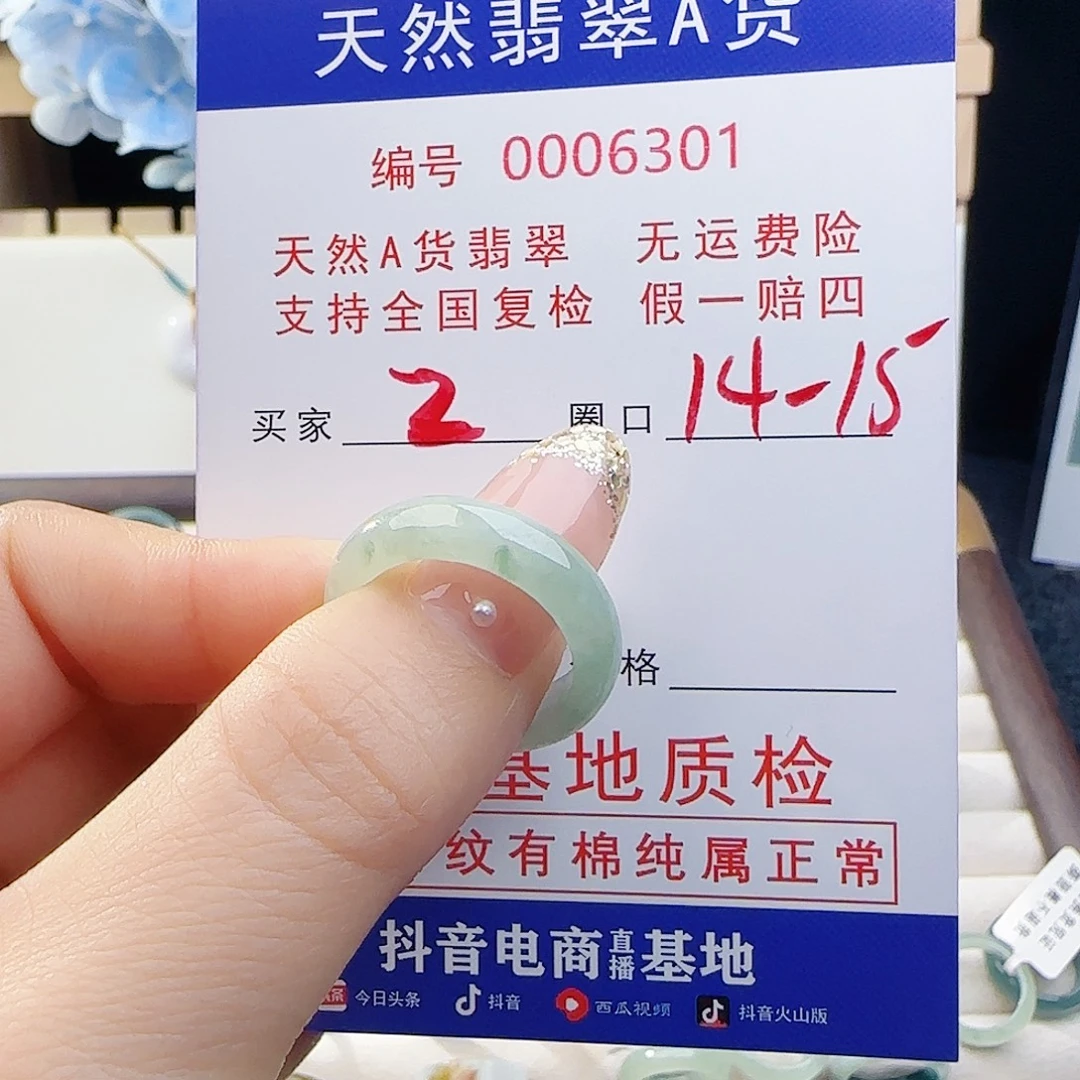 天然翡翠A货
编号 0006301
天然A货翡翠 无运费险
支持全国复检 假一赔四
买家 2 圈口 14-15
格
基地质检
纹有棉纯属正常
抖音电商直播基地
头条 今日头条 抖音 西瓜视频 抖音火山版